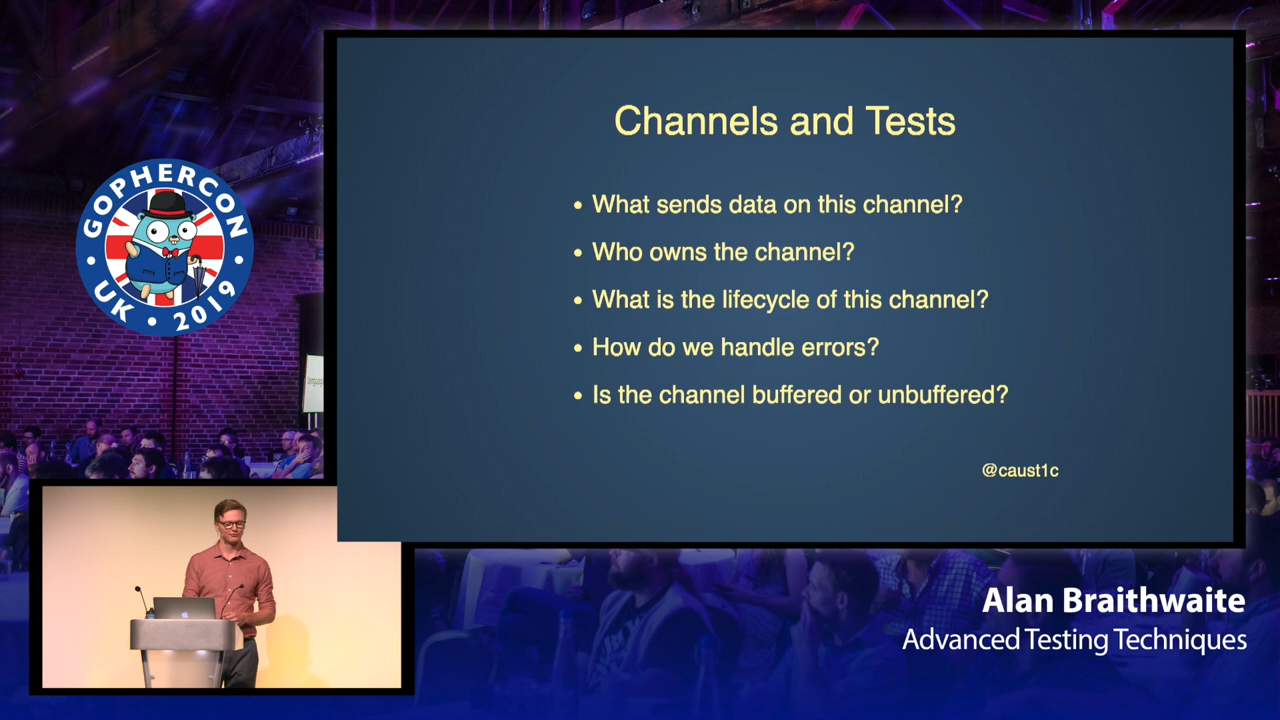 GOPHERCON
UK • 2019
Channels and Tests
• What sends data on this channel?
• Who owns the channel?
• What is the lifecycle of this channel?
• How do we handle errors?
• Is the channel buffered or unbuffered?
@caust1c
Alan Braithwaite
Advanced Testing Techniques